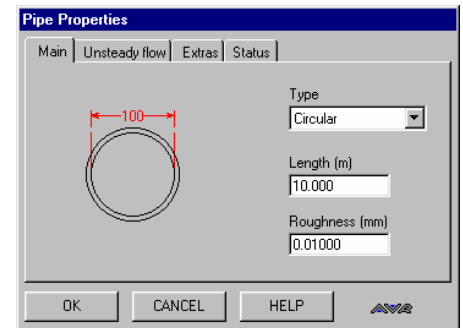 Pipe Properties
Main Unsteady flow Extras Status
100
Type
Circular
Length (m)
10.000
Roughness (mm)
0.01000
OK CANCEL HELP